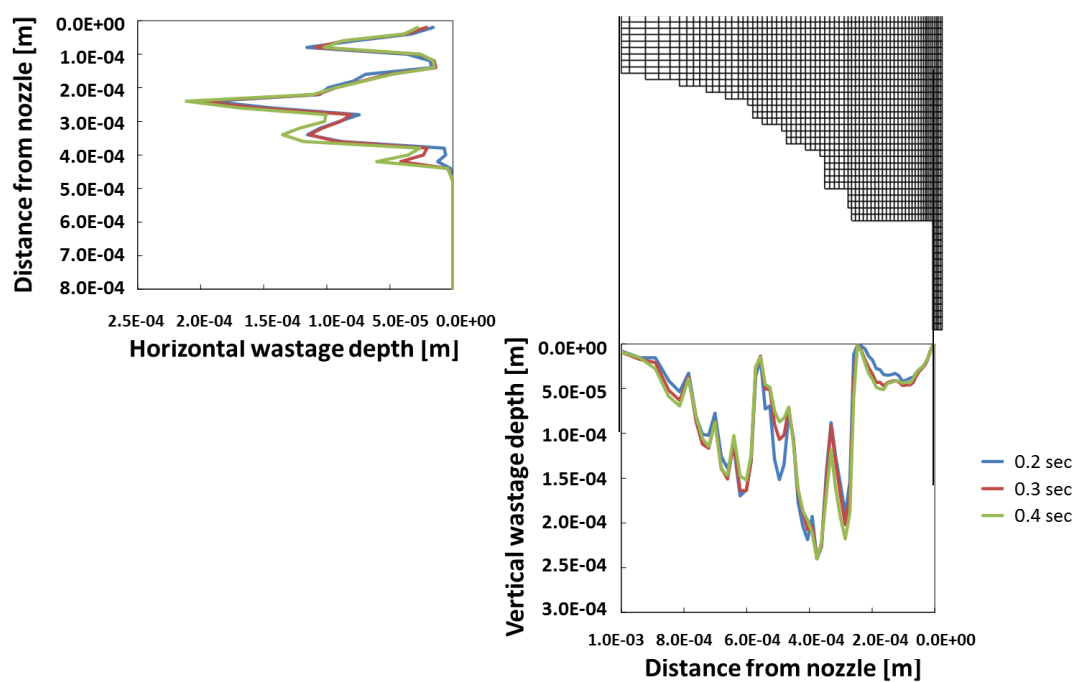 Distance from nozzle [m]
0.0E+00
1.0E-04
2.0E-04
3.0E-04
4.0E-04
5.0E-04
6.0E-04
7.0E-04
8.0E-04
2.5E-04 2.0E-04 1.5E-04 1.0E-04 5.0E-05 0.0E+00
Horizontal wastage depth [m]
Vertical wastage depth [m]
0.0E+00
5.0E-05
1.0E-04
1.5E-04
2.0E-04
2.5E-04
3.0E-04
1.0E-03 8.0E-04 6.0E-04 4.0E-04 2.0E-04 0.0E+00
Distance from nozzle [m]
0.2 sec
0.3 sec
0.4 sec